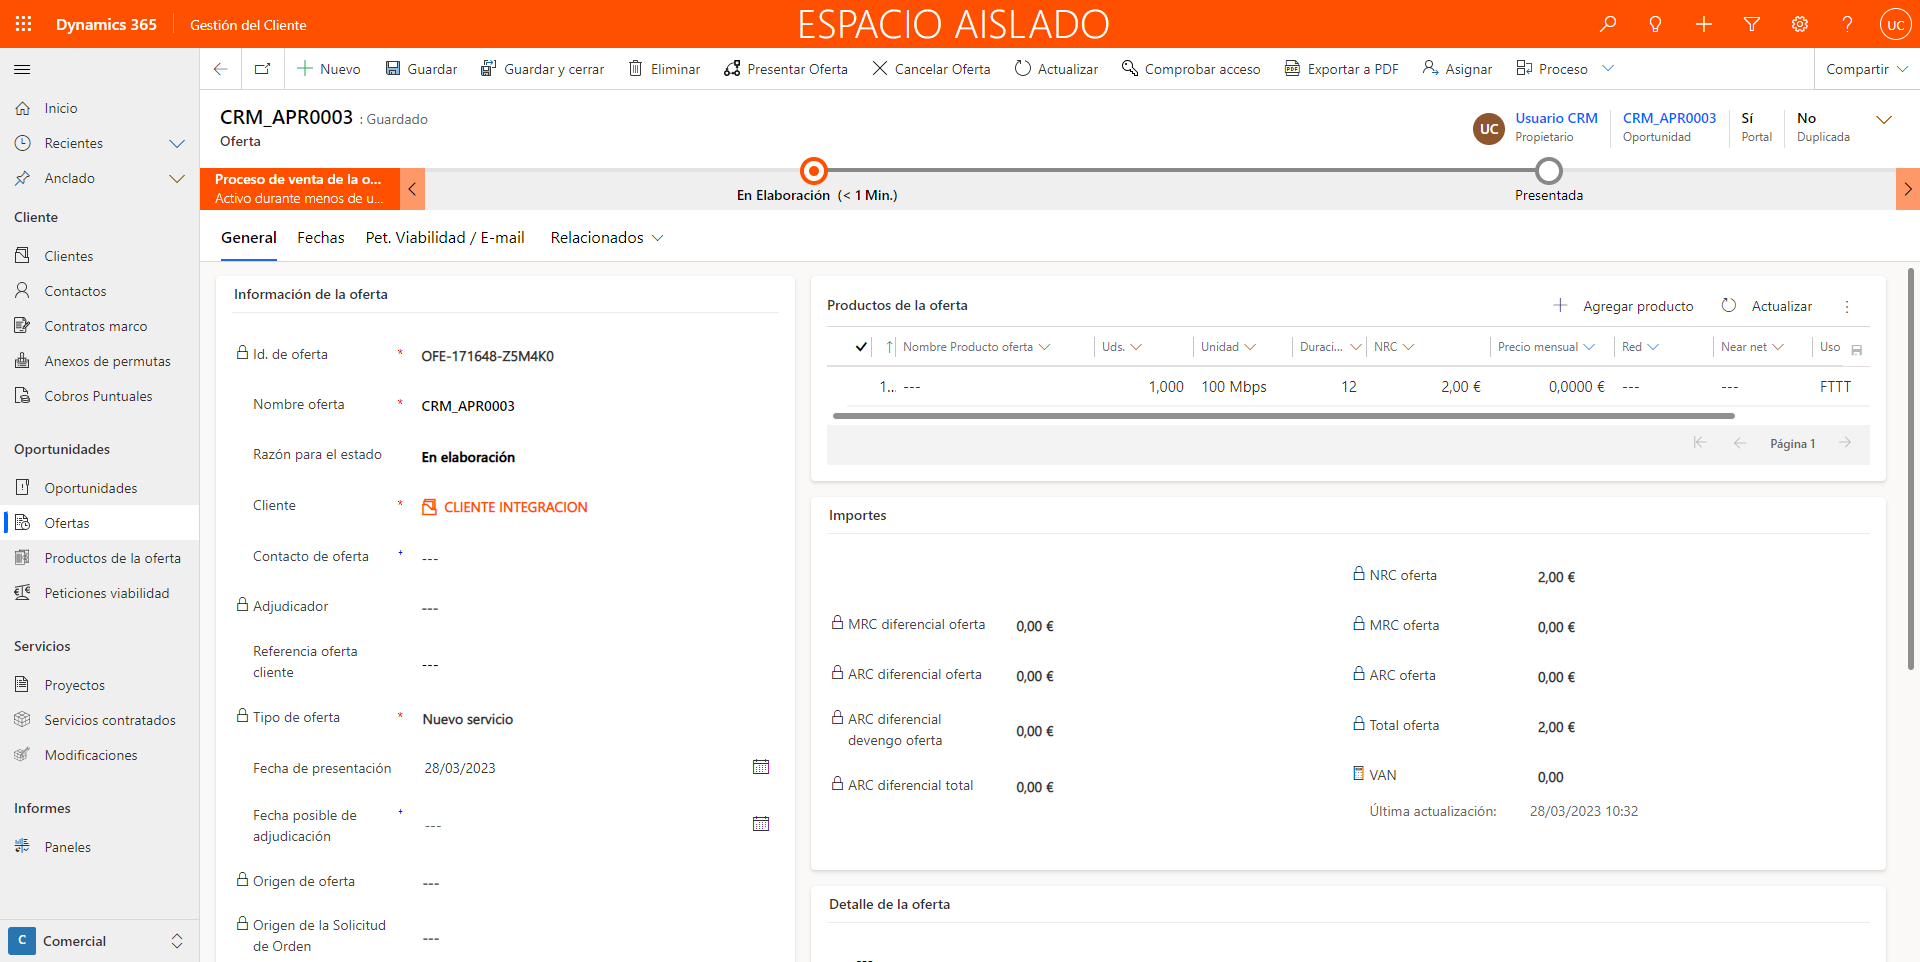 Dynamics 365
Gestión del Cliente
ESPACIO AISLADO
UC
Nuevo
Guardar
Guardar y cerrar
Eliminar
Presentar Oferta
Cancelar Oferta
Actualizar
Comprobar acceso
Exportar a PDF
Asignar
Proceso
Compartir
Inicio
Recientes
Anclado
Cliente
Clientes
Contactos
Contratos marco
Anexos de permutas
Cobros Puntuales
Oportunidades
Oportunidades
Ofertas
Productos de la oferta
Peticiones viabilidad
Servicios
Proyectos
Servicios contratados
Modificaciones
Informes
Paneles
C
Comercial
CRM_APR0003 : Guardado
Oferta
UC
Usuario CRM
Propietario
CRM_APR0003
Oportunidad
Sí
Portal
No
Duplicada
Proceso de venta de la o...
Activo durante menos de u...
En Elaboración (< 1 Min.)
Presentada
General
Fechas
Pet. Viabilidad / E-mail
Relacionados
Información de la oferta
Id. de oferta * OFE-171648-Z5M4K0
Nombre oferta * CRM_APR0003
Razón para el estado En elaboración
Cliente * CLIENTE INTEGRACION
Contacto de oferta + ---
Adjudicador ---
Referencia oferta
cliente ---
Tipo de oferta * Nuevo servicio
Fecha de presentación 28/03/2023
Fecha posible de
adjudicación + ---
Origen de oferta ---
Origen de la Solicitud
de Orden ---
Productos de la oferta
Agregar producto
Actualizar
Nombre Producto oferta Uds. Unidad Duraci... NRC Precio mensual Red Near net Uso
1... --- 1,000 100 Mbps 12 2,00 € 0,0000 € --- --- FTTT
Página 1
Importes
MRC diferencial oferta 0,00 €
ARC diferencial oferta 0,00 €
ARC diferencial
devengo oferta 0,00 €
ARC diferencial total 0,00 €
NRC oferta 2,00 €
MRC oferta 0,00 €
ARC oferta 0,00 €
Total oferta 2,00 €
VAN 0,00
Última actualización: 28/03/2023 10:32
Detalle de la oferta
---